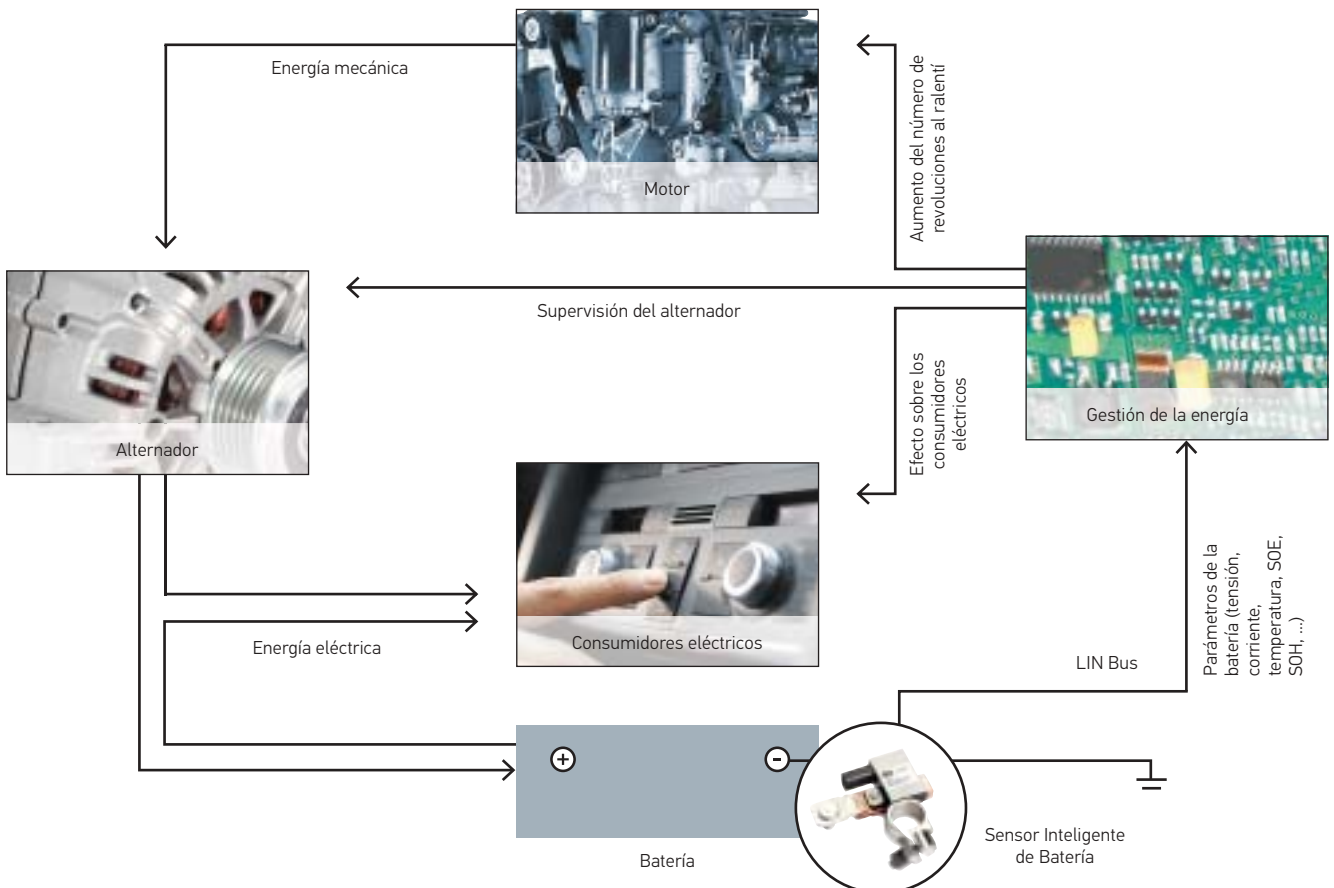 Energía mecánica
Motor
Aumento del número de
revoluciones al ralentí
Supervisión del alternador
Alternador
Gestión de la energía
Efecto sobre los
consumidores
eléctricos
Consumidores eléctricos
Energía eléctrica
LIN Bus
Parámetros de la
batería (tensión,
corriente,
temperatura, SOE,
SOH, ...)
+
-
Batería
Sensor Inteligente
de Batería